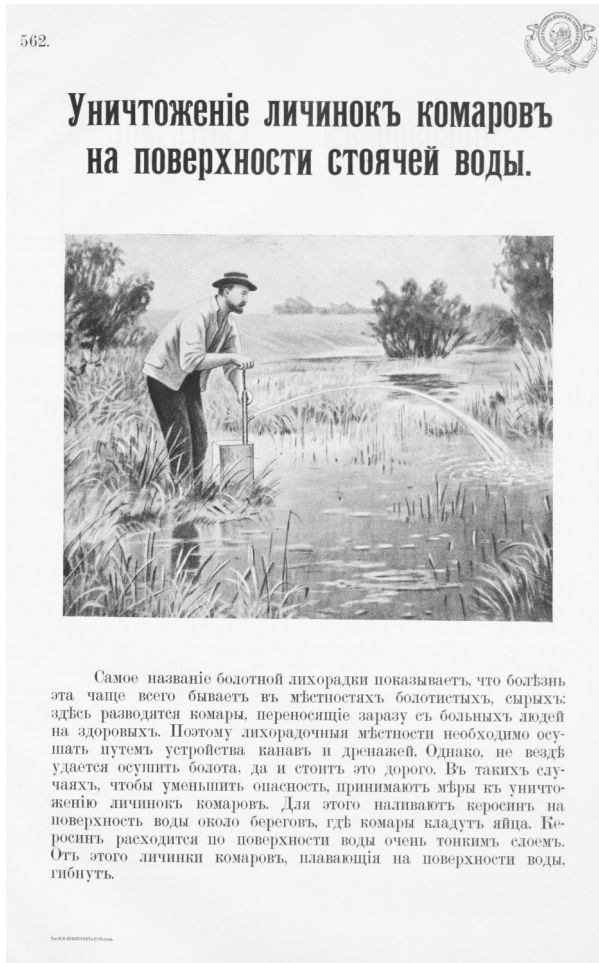 562.
Уничтоженіе личинокъ комаровъ
на поверхности стоячей воды.
Самое названіе болотной лихорадки показываетъ, что болѣзнь
эта чаще всего бываетъ въ мѣстностяхъ болотистыхъ, сырыхъ:
здѣсь разводятся комары, переносящіе заразу съ больныхъ людей
на здоровыхъ. Поэтому лихорадочныя мѣстности необходимо осу-
шать путемъ устройства канавъ и дренажей. Однако, не вездѣ
удается осушить болота, да и стоитъ это дорого. Въ такихъ слу-
чаяхъ, чтобы уменьшить опасность, принимаютъ мѣры къ уничто-
женію личинокъ комаровъ. Для этого наливаютъ керосинъ на
поверхность воды около береговъ, гдѣ комары кладутъ яйца. Ке-
росинъ расходится по поверхности воды очень тонкимъ слоемъ.
Отъ этого личинки комаровъ, плавающія на поверхности воды,
гибнутъ.